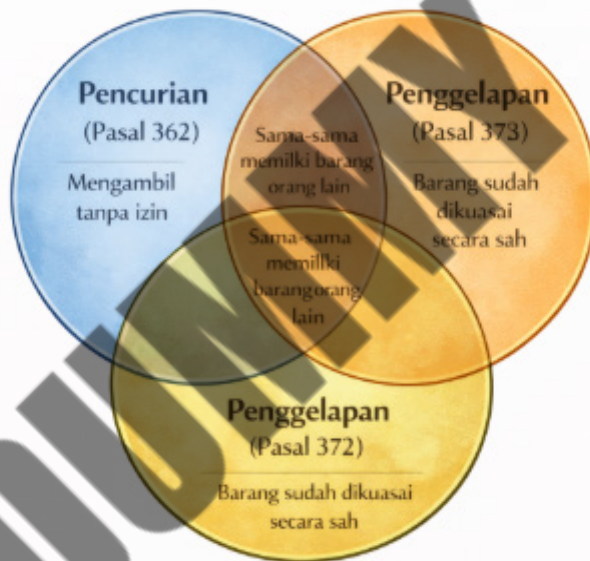 Pencurian
(Pasal 362)
Mengambil
tanpa izin
Sama-sama
memilki barang
orang lain
Penggelapan
(Pasal 373)
Barang sudah
dikuasai
secara sah
Sama-sama
memillki
barangorang
lain
Penggelapan
(Pasal 372)
Barang sudah dikuasai
secara sah
DUMMY